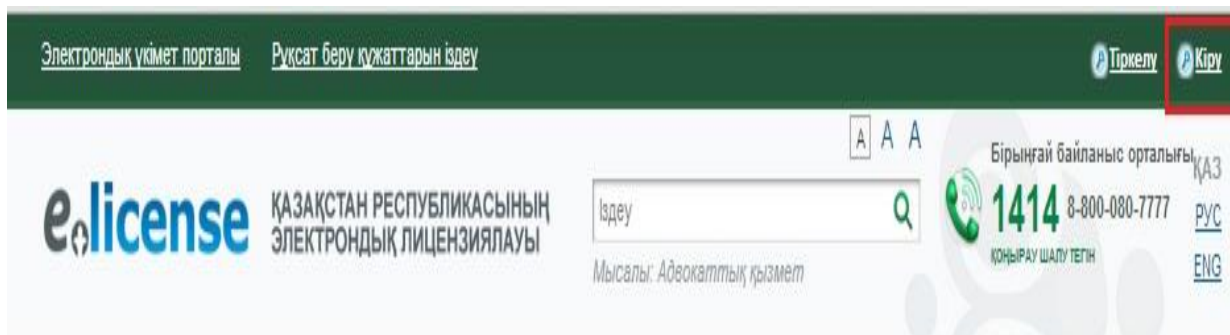 Электрондық үкімет порталы Рұқсат беру құжаттарын іздеу Тіркелу Кіру
A A A
e.license
ҚАЗАҚСТАН РЕСПУБЛИКАСЫНЫҢ
ЭЛЕКТРОНДЫҚ ЛИЦЕНЗИЯЛАУЫ
Іздеу
Мысалы: Адвокаттық қызмет
Бірыңғай байланыс орталығы
1414 8-800-080-7777
ҚОҢЫРАУ ШАЛУ ТЕГІН
ҚАЗ
РУС
ENG